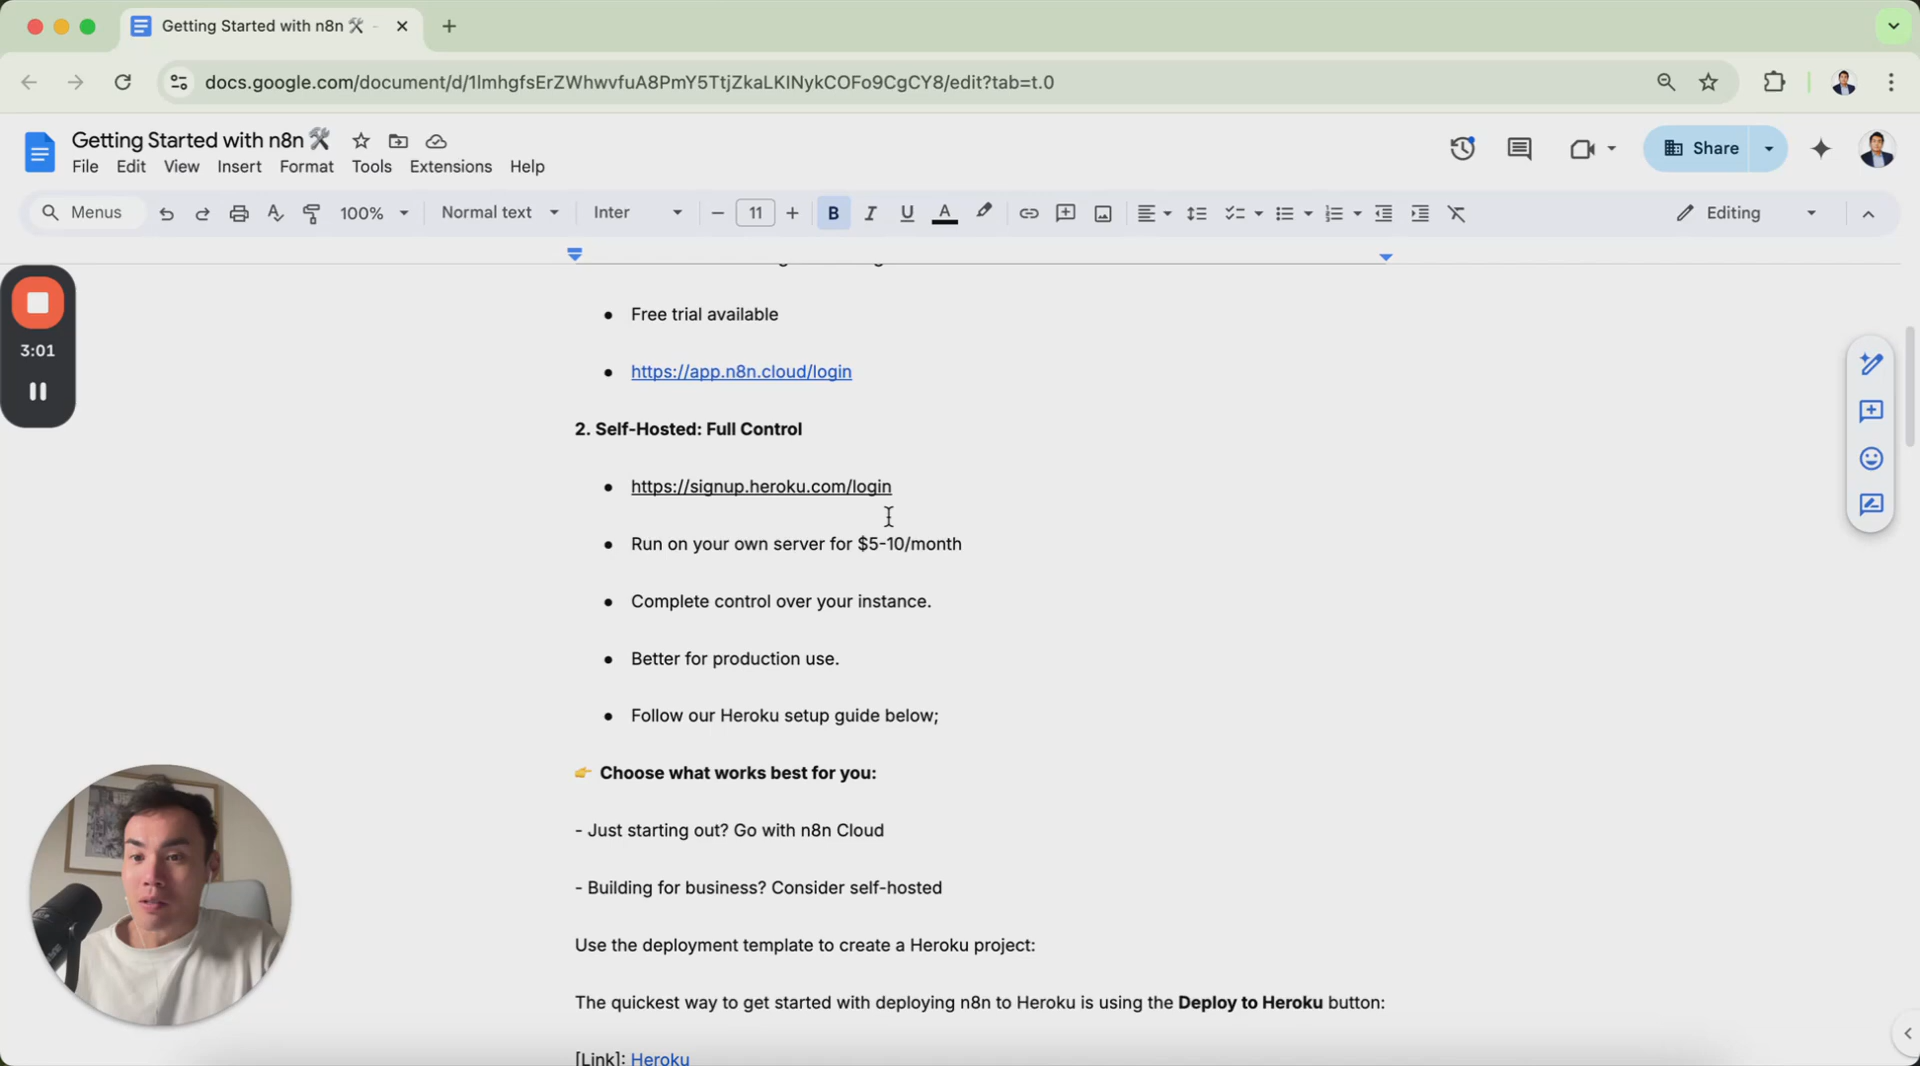 Getting Started with n8n 🛠 -
docs.google.com/document/d/1lmhgfsErZWhwvfuA8PmY5TtjZkaLKlNykCOFo9CgCY8/edit?tab=t.0
Getting Started with n8n 🛠
File Edit View Insert Format Tools Extensions Help
Share
Menus 100% Normal text Inter 11 B I U A Editing
3:01
● Free trial available
● https://app.n8n.cloud/login
2. Self-Hosted: Full Control
● https://signup.heroku.com/login
● Run on your own server for $5-10/month
● Complete control over your instance.
● Better for production use.
● Follow our Heroku setup guide below;
👉 Choose what works best for you:
- Just starting out? Go with n8n Cloud
- Building for business? Consider self-hosted
Use the deployment template to create a Heroku project:
The quickest way to get started with deploying n8n to Heroku is using the Deploy to Heroku button:
[Link]: Heroku